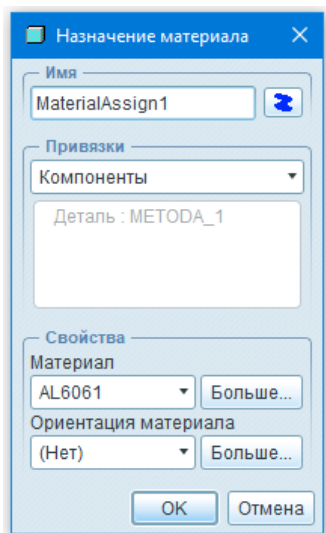 Назначение материала
Имя
MaterialAssign1
Привязки
Компоненты
Деталь : METODA_1
Свойства
Материал
AL6061 Больше...
Ориентация материала
(Нет) Больше...
OK Отмена